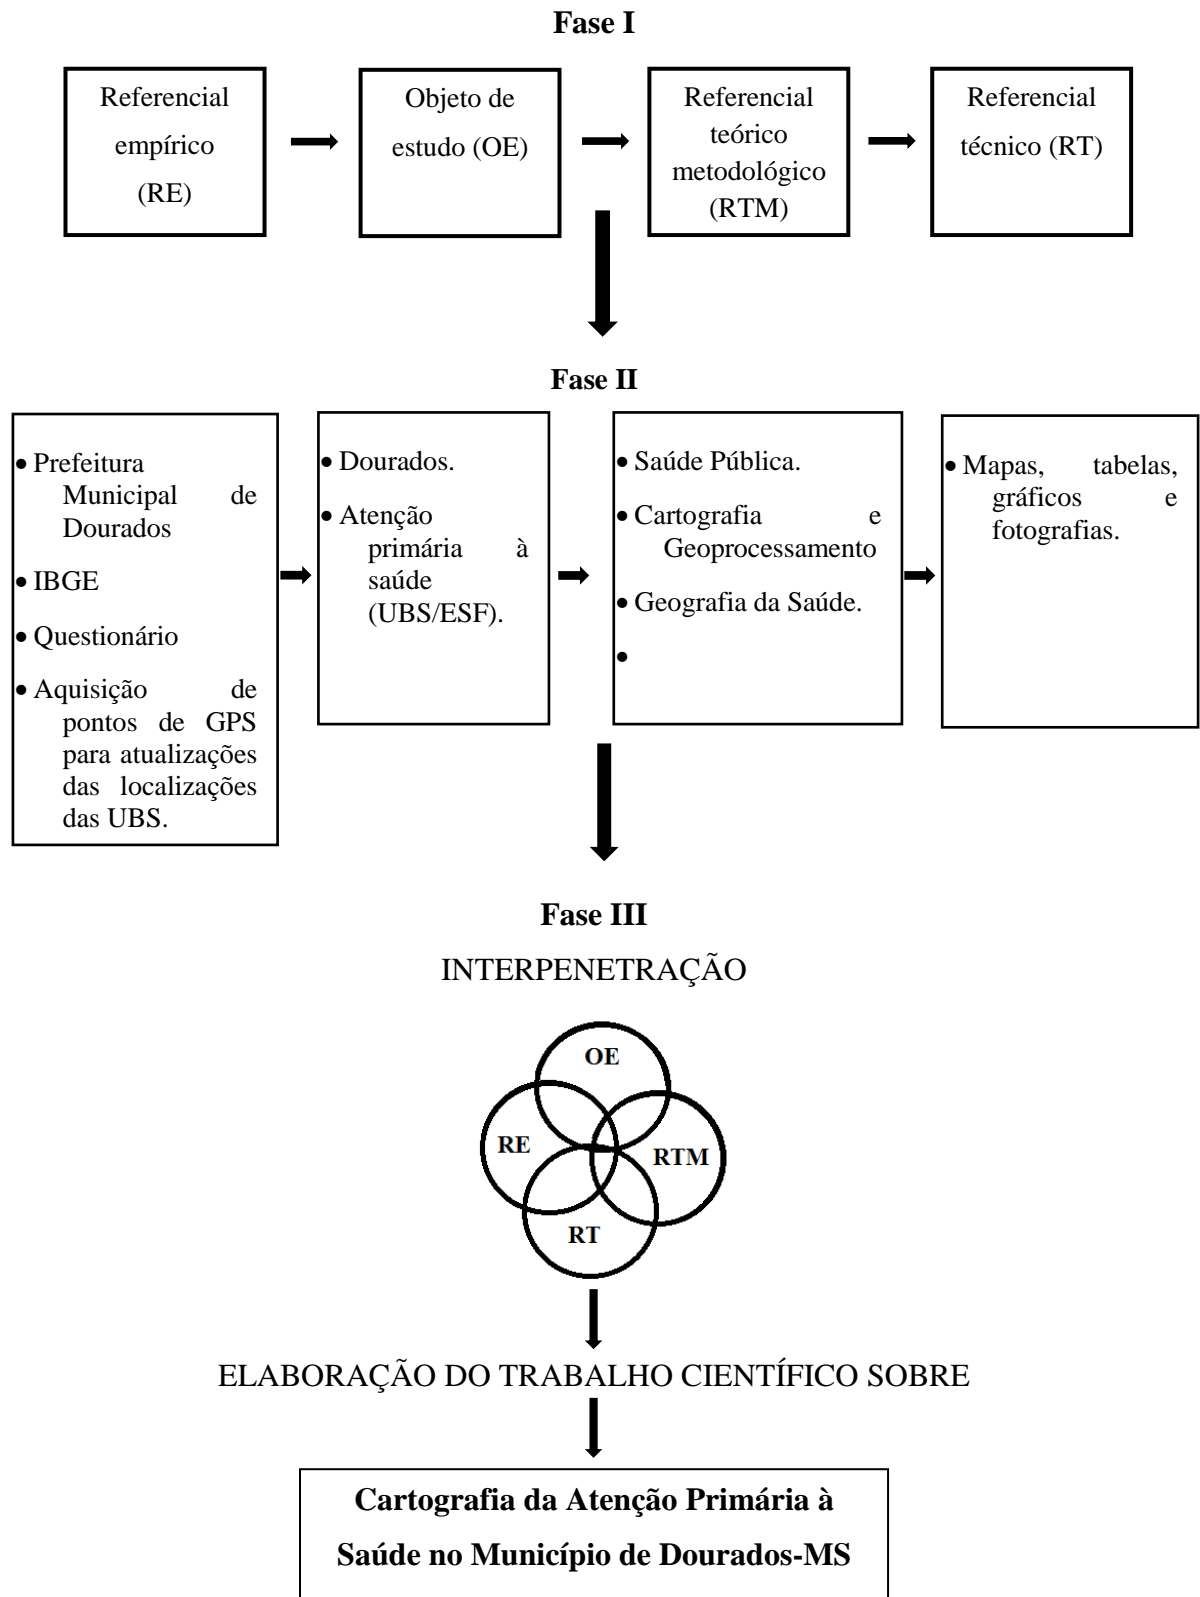 Fase I
Referencial
empírico
(RE)
Objeto de
estudo (OE)
Referencial
teórico
metodológico
(RTM)
Referencial
técnico (RT)
Fase II
• Prefeitura
Municipal de
Dourados
• IBGE
• Questionário
• Aquisição de
pontos de GPS
para atualizações
das localizações
das UBS.
• Dourados.
• Atenção
primária à
saúde
(UBS/ESF).
• Saúde Pública.
• Cartografia e
Geoprocessamento
• Geografia da Saúde.
•
• Mapas, tabelas,
gráficos e
fotografias.
Fase III
INTERPENETRAÇÃO
OE
RE
RTM
RT
ELABORAÇÃO DO TRABALHO CIENTÍFICO SOBRE
Cartografia da Atenção Primária à
Saúde no Município de Dourados-MS